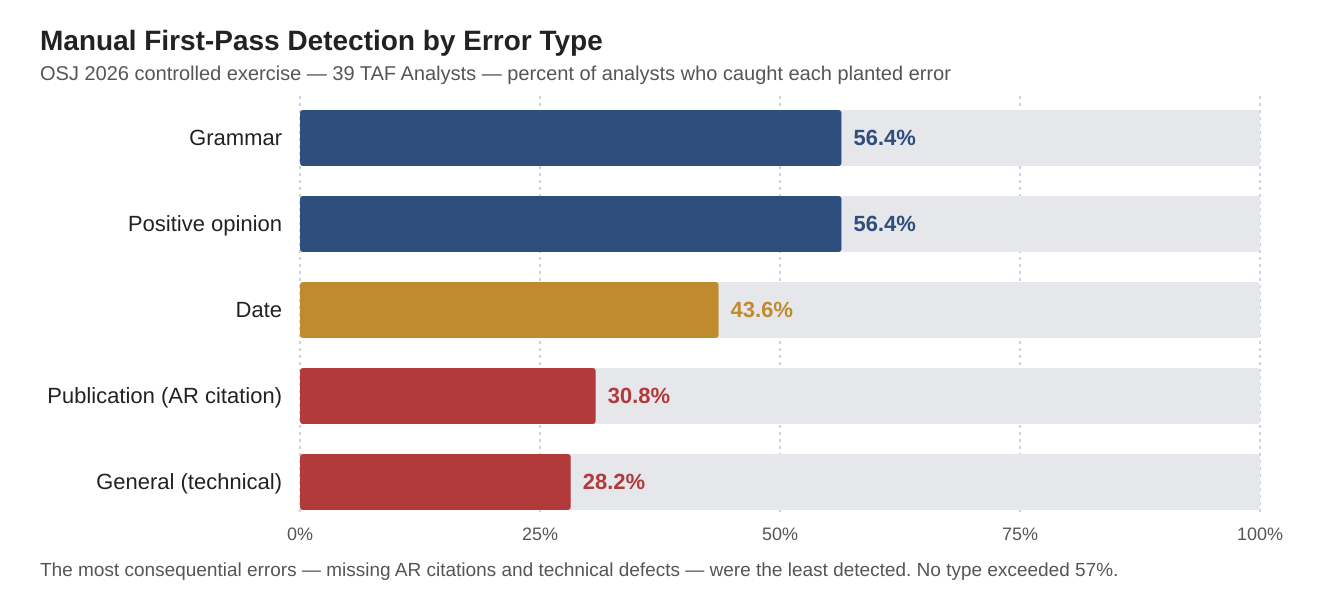 Manual First-Pass Detection by Error Type
OSJ 2026 controlled exercise — 39 TAF Analysts — percent of analysts who caught each planted error
Grammar 56.4%
Positive opinion 56.4%
Date 43.6%
Publication (AR citation) 30.8%
General (technical) 28.2%
0% 25% 50% 75% 100%
The most consequential errors — missing AR citations and technical defects — were the least detected. No type exceeded 57%.